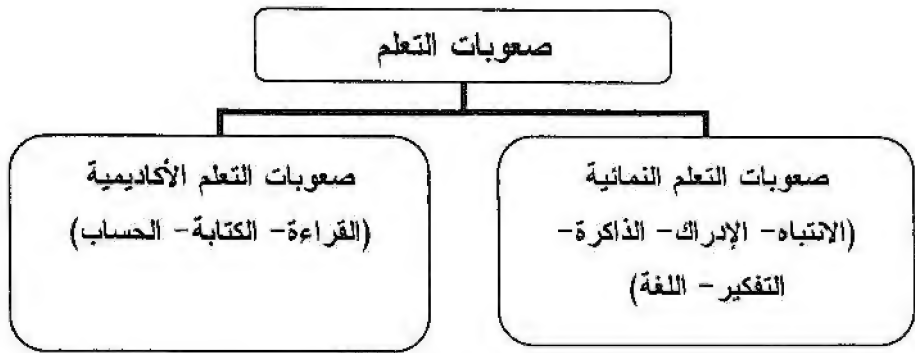 صعوبات التعلم
صعوبات التعلم النمائية
(الانتباه- الإدراك- الذاكرة-
التفكير- اللغة)
صعوبات التعلم الأكاديمية
(القراءة- الكتابة- الحساب)